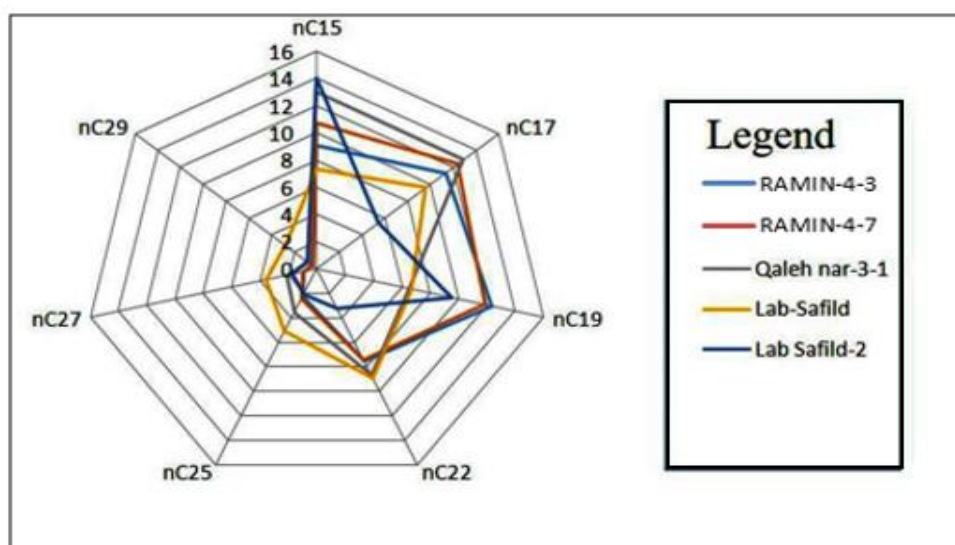 nC15
16
14
12
10
8
6
4
2
0
nC17
nC19
nC22
nC25
nC27
nC29
Legend
RAMIN-4-3
RAMIN-4-7
Qaleh nar-3-1
Lab-Safild
Lab Safild-2